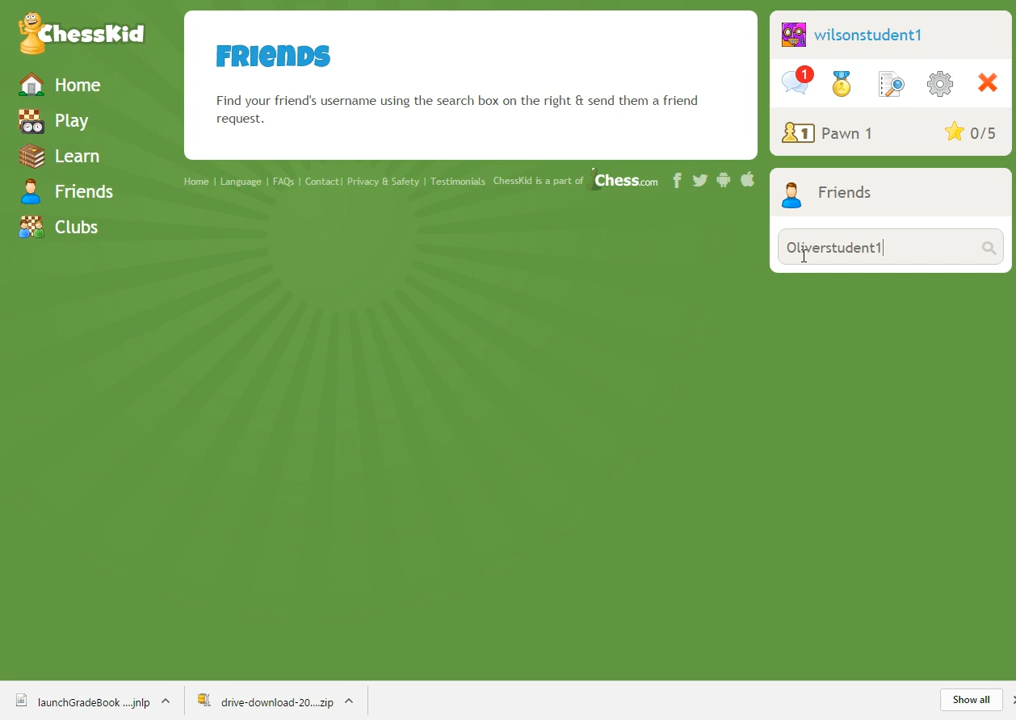 ChessKid
Home
Play
Learn
Friends
Clubs
FRIENDS
Find your friend's username using the search box on the right & send them a friend
request.
Home | Language | FAQs | Contact | Privacy & Safety | Testimonials ChessKid is a part of Chess.com
wilsonstudent1
1
1 Pawn 1 0/5
Friends
Oliverstudent1
launchGradeBook ....jnlp
drive-download-20....zip
Show all